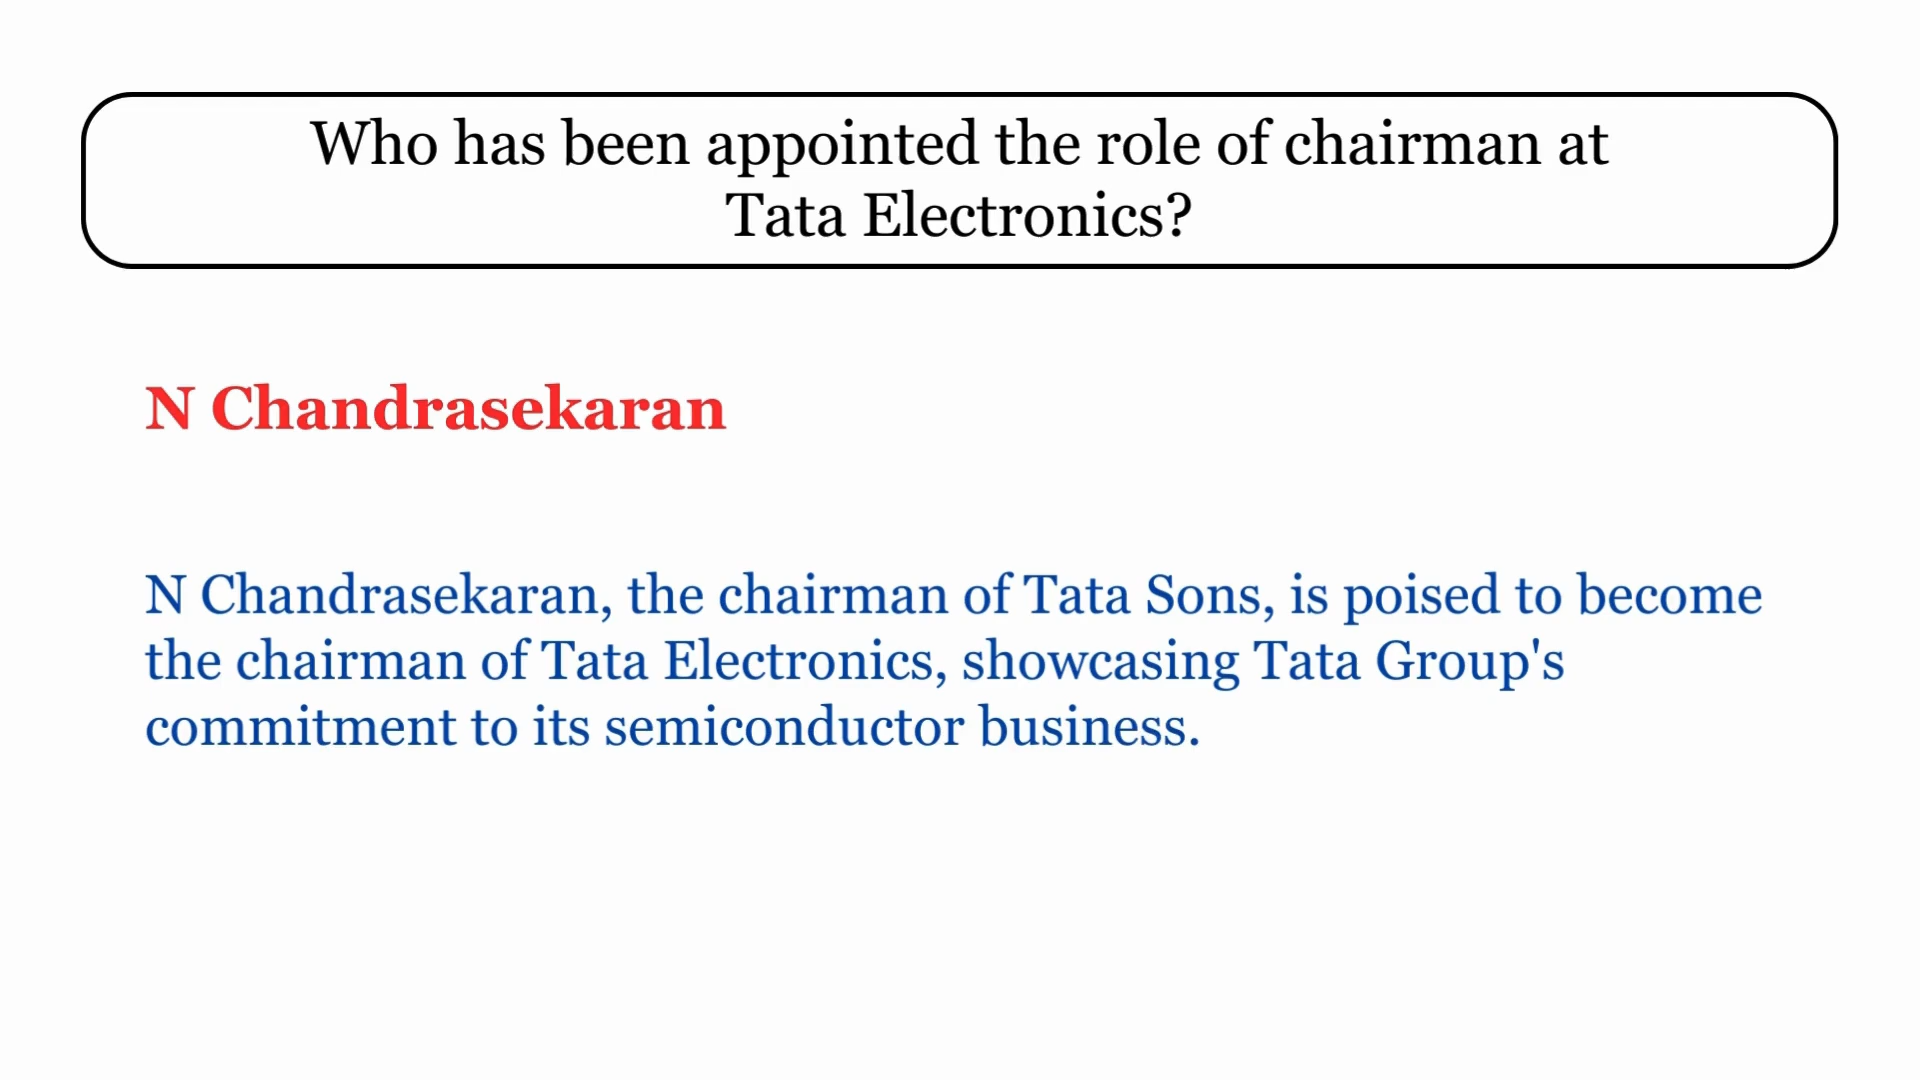 Who has been appointed the role of chairman at
Tata Electronics?
N Chandrasekaran
N Chandrasekaran, the chairman of Tata Sons, is poised to become
the chairman of Tata Electronics, showcasing Tata Group's
commitment to its semiconductor business.